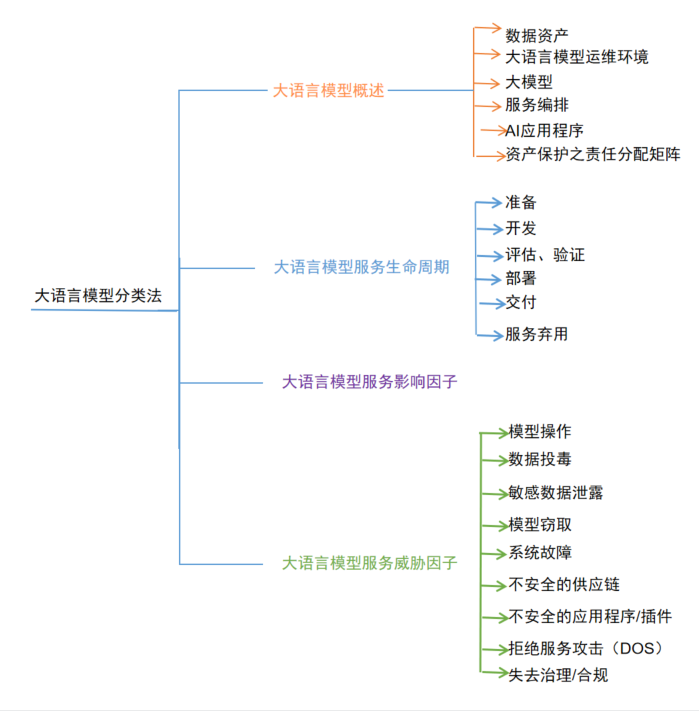 大语言模型分类法
大语言模型概述
数据资产
大语言模型运维环境
大模型
服务编排
AI应用程序
资产保护之责任分配矩阵
大语言模型服务生命周期
准备
开发
评估、验证
部署
交付
服务弃用
大语言模型服务影响因子
大语言模型服务威胁因子
模型操作
数据投毒
敏感数据泄露
模型窃取
系统故障
不安全的供应链
不安全的应用程序/插件
拒绝服务攻击（DOS）
失去治理/合规